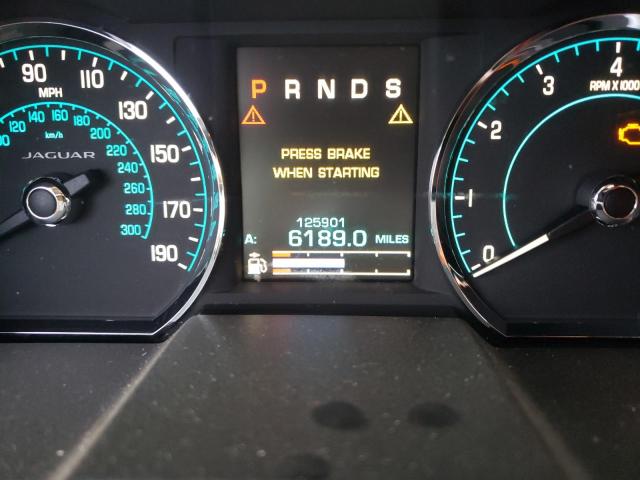 90 110 130 150 170 190
MPH
120 140 160 180 200 220 240 260 280 300
km/h
JAGUAR
P R N D S
PRESS BRAKE
WHEN STARTING
125901
A: 6189.0 MILES
0 1 2 3 4
RPM X 1000